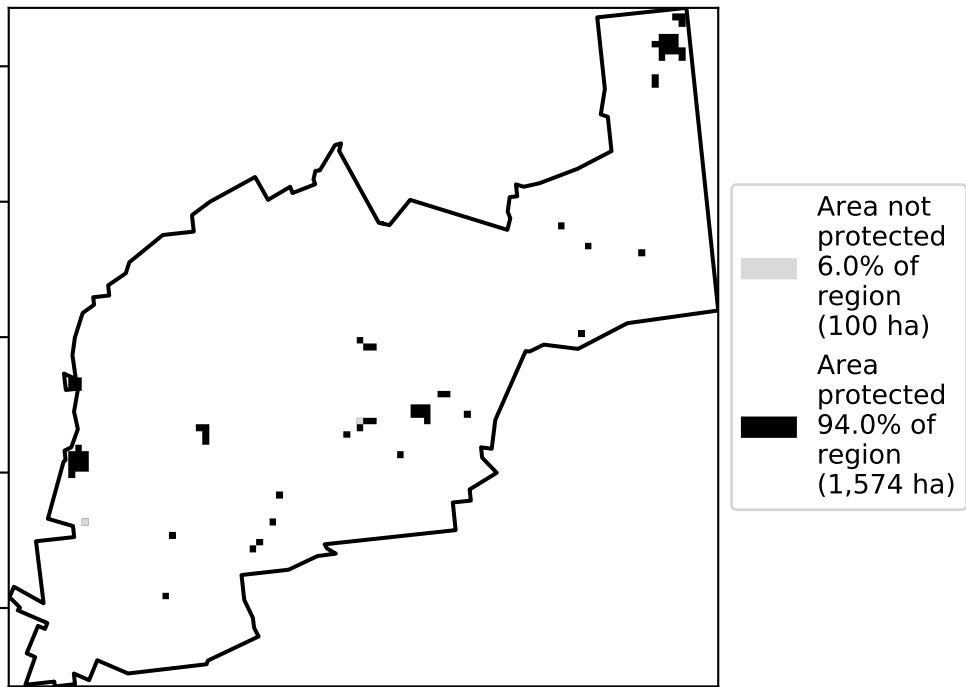 Area not
protected
6.0% of
region
(100 ha)
Area
protected
94.0% of
region
(1,574 ha)